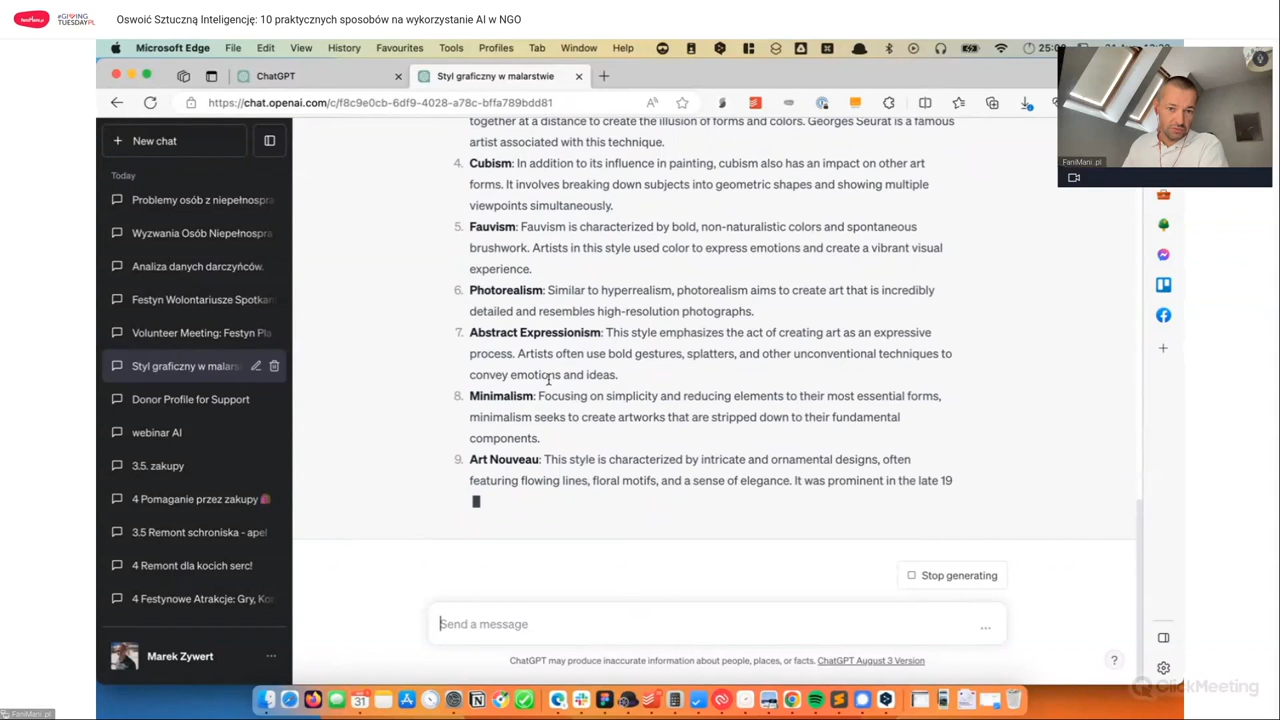 FaniMani.pl
#GIVING
TUESDAYPL
Oswoić Sztuczną Inteligencję: 10 praktycznych sposobów na wykorzystanie AI w NGO
Microsoft Edge File Edit View History Favourites Tools Profiles Tab Window Help
ChatGPT
Styl graficzny w malarstwie
https://chat.openai.com/c/f8c9e0cb-6df9-4028-a78c-bffa789bdd81
FaniMani .pl
New chat
Today
Problemy osób z niepełnospra
Wyzwania Osób Niepełnospra
Analiza danych darczyńców.
Festyn Wolontariusze Spotkan
Volunteer Meeting: Festyn Pla
Styl graficzny w malars
Donor Profile for Support
webinar AI
3.5. zakupy
4 Pomaganie przez zakupy
3.5 Remont schroniska - apel
4 Remont dla kocich serc!
4 Festynowe Atrakcje: Gry, Kon
Marek Zywert
together at a distance to create the illusion of forms and colors. Georges Seurat is a famous
artist associated with this technique.
4. Cubism: In addition to its influence in painting, cubism also has an impact on other art
forms. It involves breaking down subjects into geometric shapes and showing multiple
viewpoints simultaneously.
5. Fauvism: Fauvism is characterized by bold, non-naturalistic colors and spontaneous
brushwork. Artists in this style used color to express emotions and create a vibrant visual
experience.
6. Photorealism: Similar to hyperrealism, photorealism aims to create art that is incredibly
detailed and resembles high-resolution photographs.
7. Abstract Expressionism: This style emphasizes the act of creating art as an expressive
process. Artists often use bold gestures, splatters, and other unconventional techniques to
convey emotions and ideas.
8. Minimalism: Focusing on simplicity and reducing elements to their most essential forms,
minimalism seeks to create artworks that are stripped down to their fundamental
components.
9. Art Nouveau: This style is characterized by intricate and ornamental designs, often
featuring flowing lines, floral motifs, and a sense of elegance. It was prominent in the late 19
Stop generating
Send a message
ChatGPT may produce inaccurate information about people, places, or facts. ChatGPT August 3 Version
?
31
ClickMeeting
FaniMani .pl